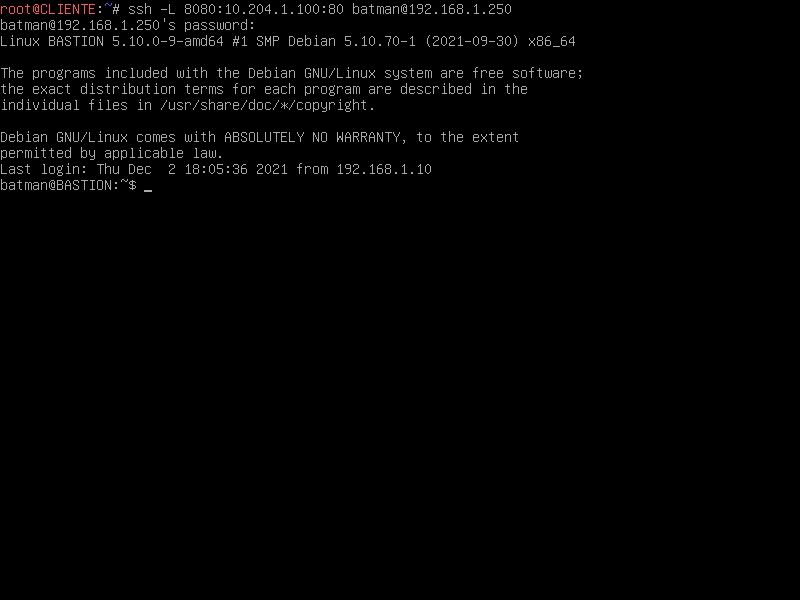 root@CLIENTE:~# ssh -L 8080:10.204.1.100:80 batman@192.168.1.250
batman@192.168.1.250's password:
Linux BASTION 5.10.0-9-amd64 #1 SMP Debian 5.10.70-1 (2021-09-30) x86_64
The programs included with the Debian GNU/Linux system are free software;
the exact distribution terms for each program are described in the
individual files in /usr/share/doc/*/copyright.
Debian GNU/Linux comes with ABSOLUTELY NO WARRANTY, to the extent
permitted by applicable law.
Last login: Thu Dec  2 18:05:36 2021 from 192.168.1.10
batman@BASTION:~$ _